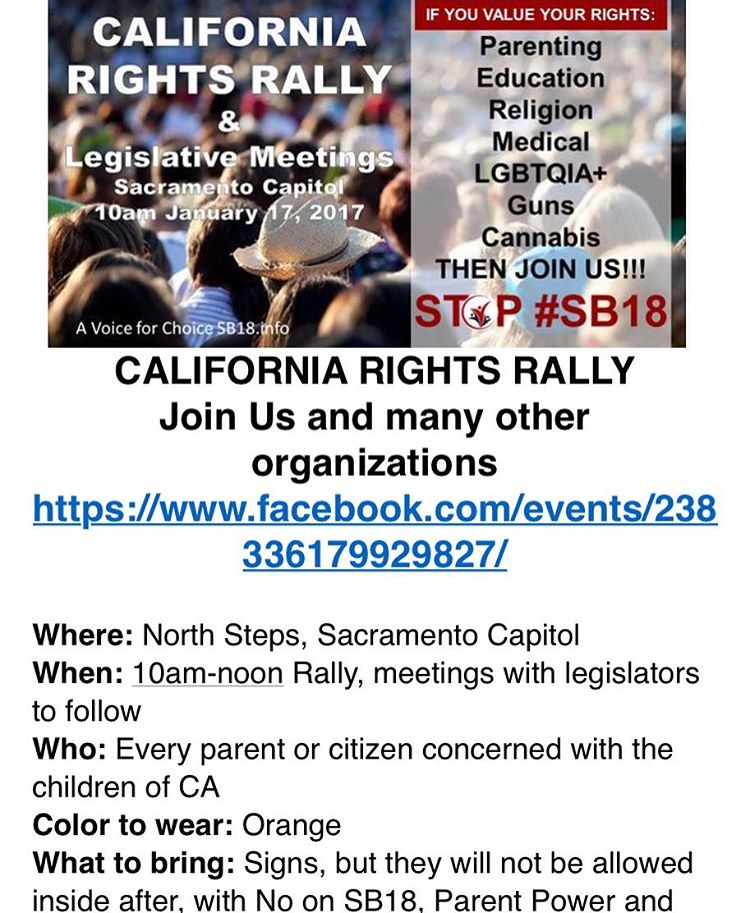 CALIFORNIA
RIGHTS RALLY
&
Legislative Meetings
Sacramento Capitol
10am January 17, 2017
A Voice for Choice SB18.info
IF YOU VALUE YOUR RIGHTS:
Parenting
Education
Religion
Medical
LGBTQIA+
Guns
Cannabis
THEN JOIN US!!!
STOP #SB18
CALIFORNIA RIGHTS RALLY
Join Us and many other
organizations
https://www.facebook.com/events/238
336179929827/
Where: North Steps, Sacramento Capitol
When: 10am-noon Rally, meetings with legislators
to follow
Who: Every parent or citizen concerned with the
children of CA
Color to wear: Orange
What to bring: Signs, but they will not be allowed
inside after, with No on SB18, Parent Power and